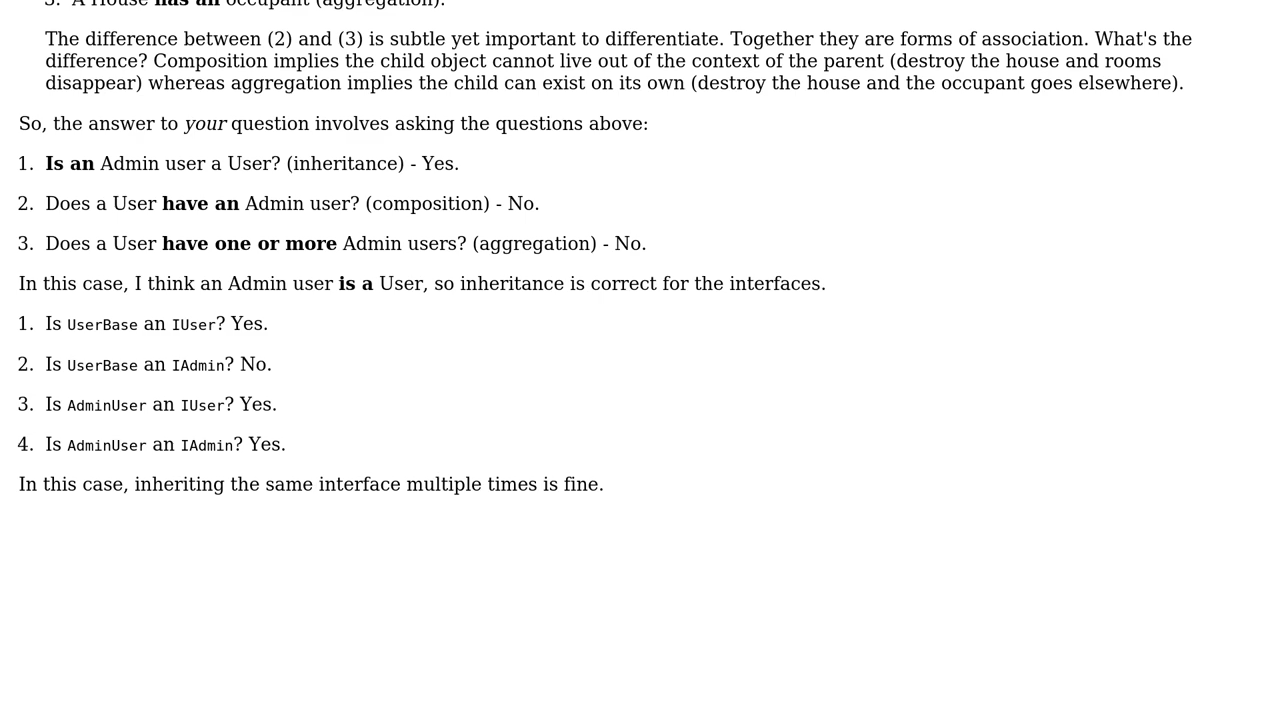 3. A House has an occupant (aggregation).
The difference between (2) and (3) is subtle yet important to differentiate. Together they are forms of association. What's the
difference? Composition implies the child object cannot live out of the context of the parent (destroy the house and rooms
disappear) whereas aggregation implies the child can exist on its own (destroy the house and the occupant goes elsewhere).
So, the answer to your question involves asking the questions above:
1. Is an Admin user a User? (inheritance) - Yes.
2. Does a User have an Admin user? (composition) - No.
3. Does a User have one or more Admin users? (aggregation) - No.
In this case, I think an Admin user is a User, so inheritance is correct for the interfaces.
1. Is UserBase an IUser? Yes.
2. Is UserBase an IAdmin? No.
3. Is AdminUser an IUser? Yes.
4. Is AdminUser an IAdmin? Yes.
In this case, inheriting the same interface multiple times is fine.